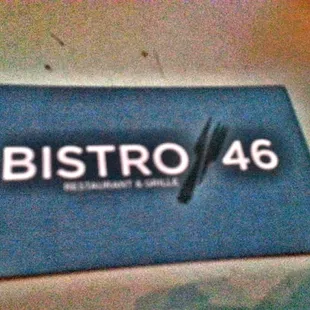 BISTRO//46
RESTAURANT & GRILLE